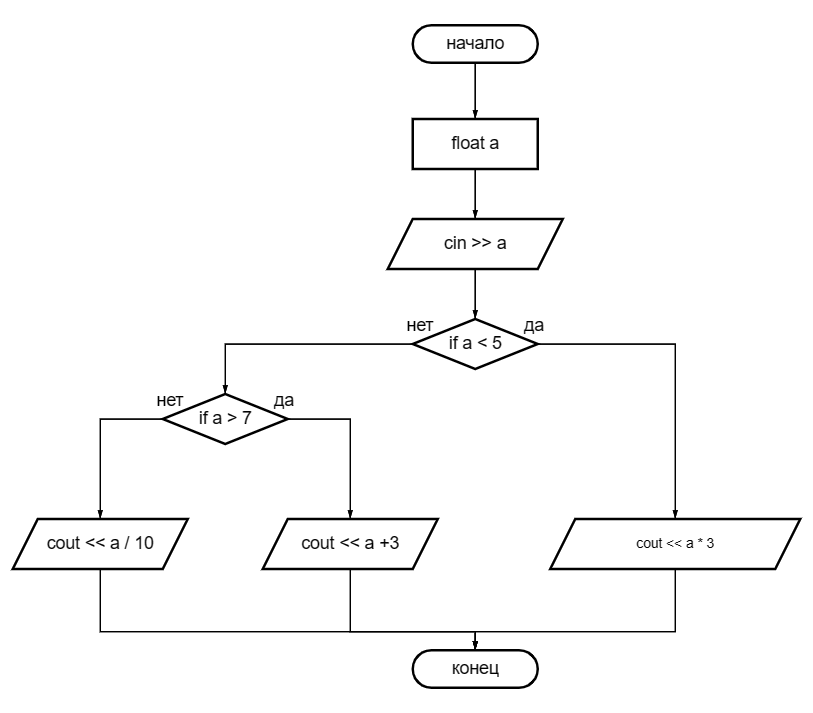 начало
float a
cin >> a
нет
да
if a < 5
нет
да
if a > 7
cout << a / 10
cout << a +3
cout << a * 3
конец